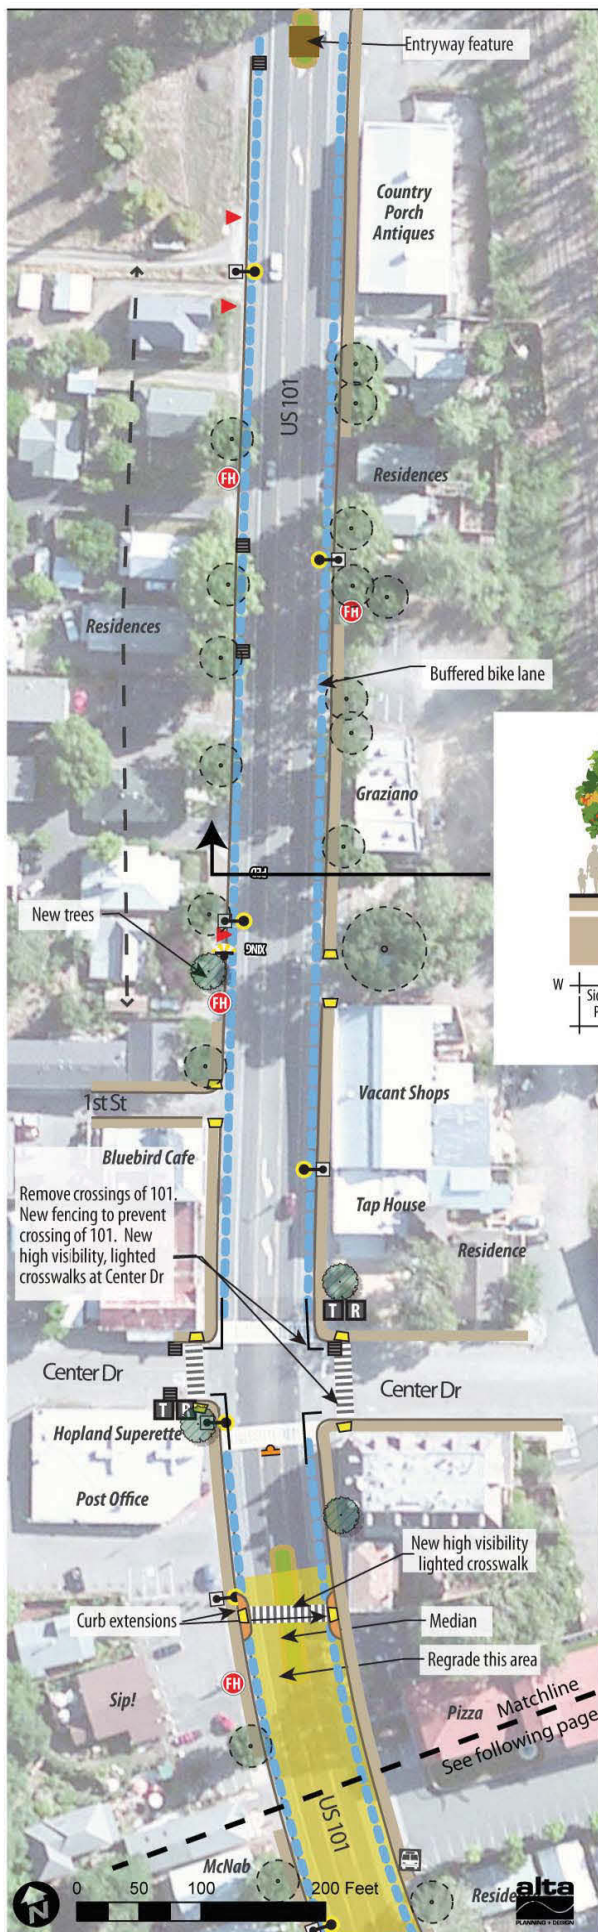 Entryway feature
Country
Porch
Antiques
US 101
FH
Residences
FH
Residences
Buffered bike lane
Graziano
PED
New trees
XING
W
FH
1st St
Vacant Shops
Bluebird Cafe
Remove crossings of 101.
New fencing to prevent
crossing of 101. New
high visibility, lighted
crosswalks at Center Dr
Tap House
Residence
T R
Center Dr
Center Dr
T R
Hopland Superette
Post Office
New high visibility
lighted crosswalk
Curb extensions
Median
Regrade this area
FH
Sip!
Pizza
Matchline
See following page
US 101
McNab
N
0 50 100 200 Feet
alta
PLANNING + DESIGN